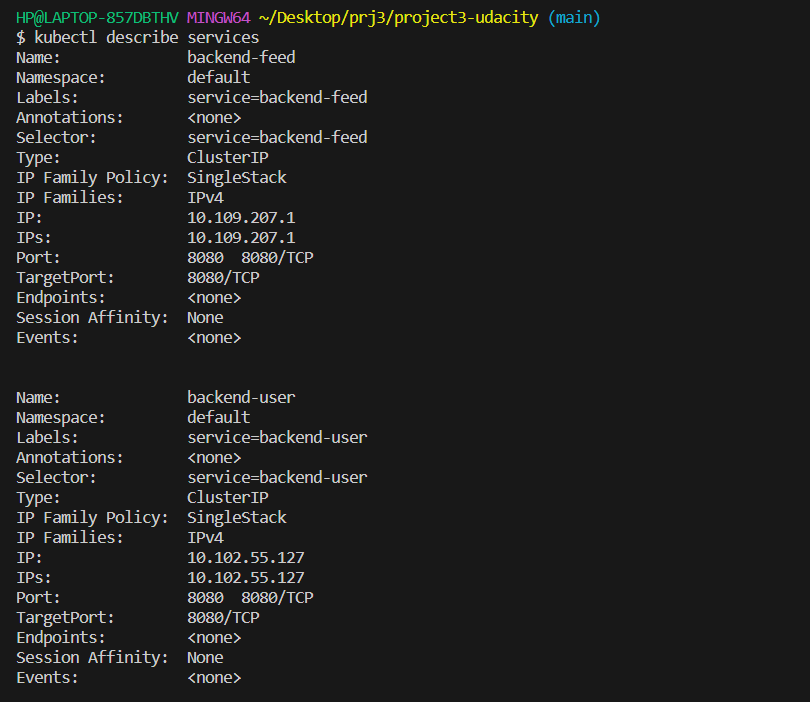 HP@LAPTOP-857DBTHV MINGW64 ~/Desktop/prj3/project3-udacity (main)
$ kubectl describe services
Name:              backend-feed
Namespace:         default
Labels:            service=backend-feed
Annotations:       <none>
Selector:          service=backend-feed
Type:              ClusterIP
IP Family Policy:  SingleStack
IP Families:       IPv4
IP:                10.109.207.1
IPs:               10.109.207.1
Port:              8080  8080/TCP
TargetPort:        8080/TCP
Endpoints:         <none>
Session Affinity:  None
Events:            <none>
Name:              backend-user
Namespace:         default
Labels:            service=backend-user
Annotations:       <none>
Selector:          service=backend-user
Type:              ClusterIP
IP Family Policy:  SingleStack
IP Families:       IPv4
IP:                10.102.55.127
IPs:               10.102.55.127
Port:              8080  8080/TCP
TargetPort:        8080/TCP
Endpoints:         <none>
Session Affinity:  None
Events:            <none>